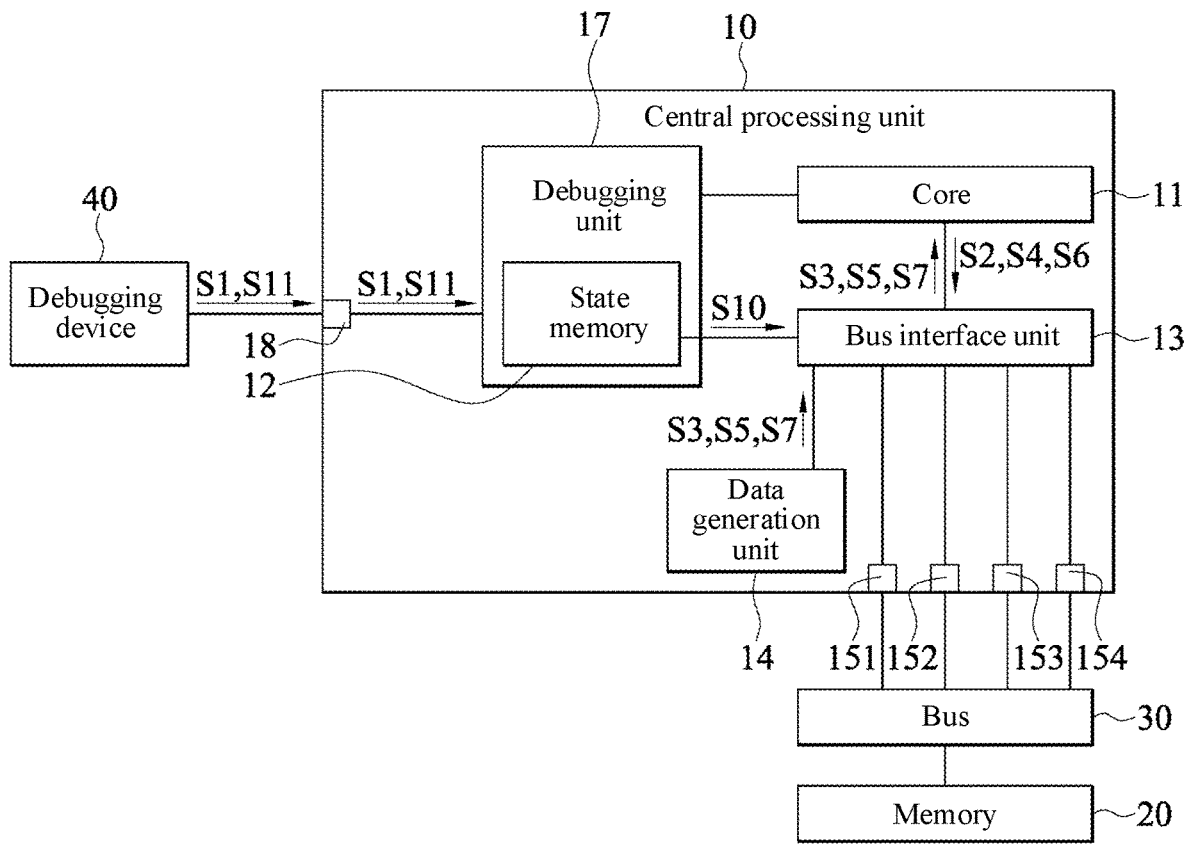 10
17
Central processing unit
40
Debugging
unit
Core
11
S1,S11
S1,S11
S3,S5,S7
S2,S4,S6
Debugging
device
State
memory
S10
Bus interface unit
13
18
12
S3,S5,S7
Data
generation
unit
14
151
152
153
154
Bus
30
Memory
20